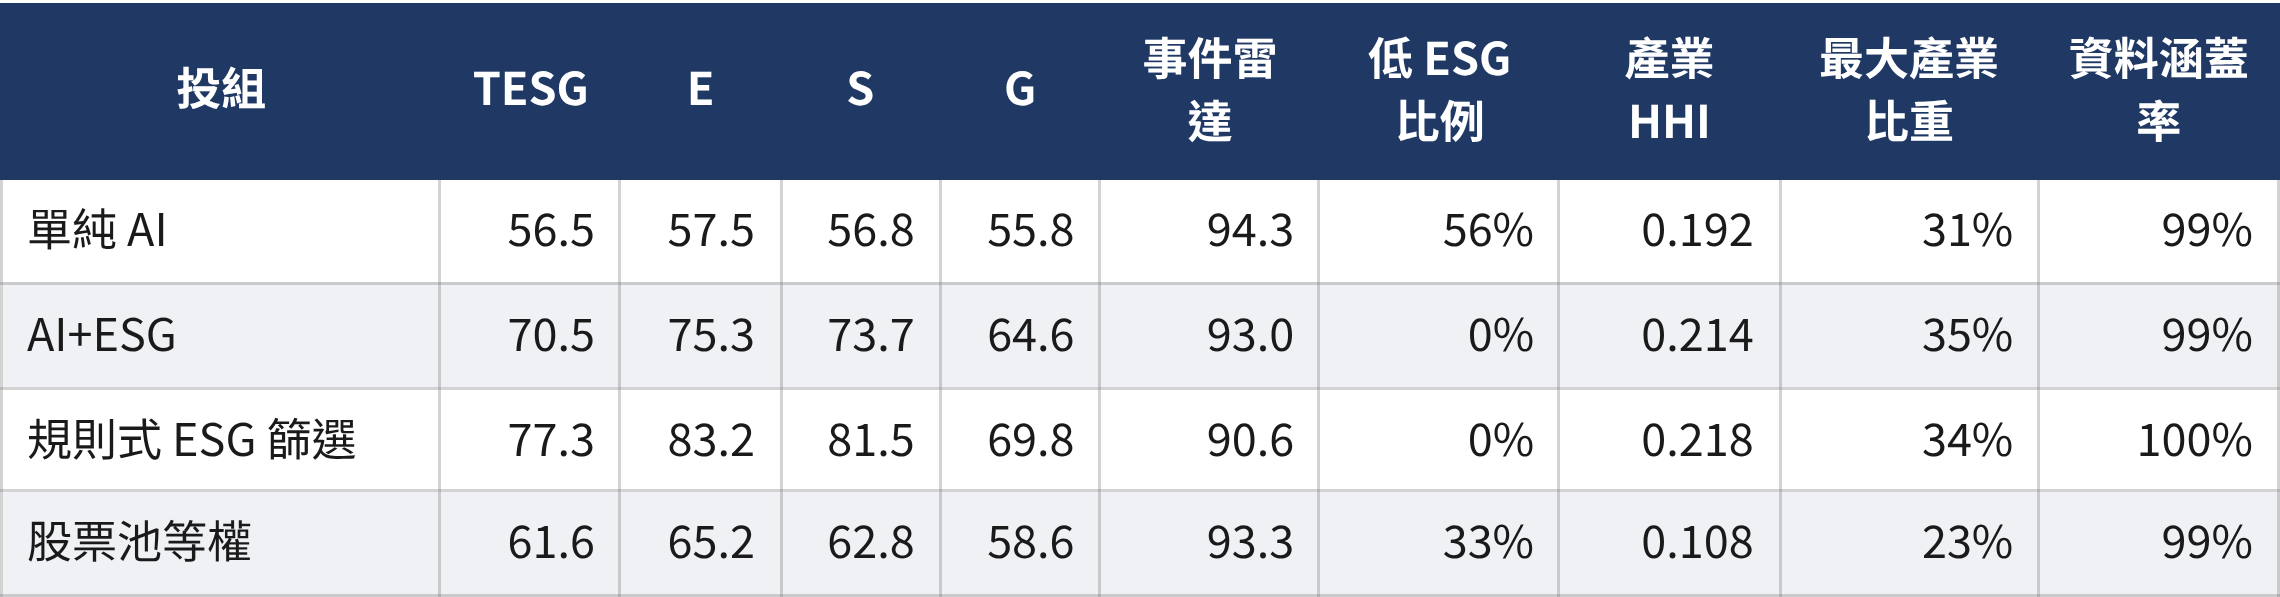 投組 TESG E S G 事件雷達 低 ESG 比例 產業 HHI 最大產業比重 資料涵蓋率
單純 AI 56.5 57.5 56.8 55.8 94.3 56% 0.192 31% 99%
AI+ESG 70.5 75.3 73.7 64.6 93.0 0% 0.214 35% 99%
規則式 ESG 篩選 77.3 83.2 81.5 69.8 90.6 0% 0.218 34% 100%
股票池等權 61.6 65.2 62.8 58.6 93.3 33% 0.108 23% 99%